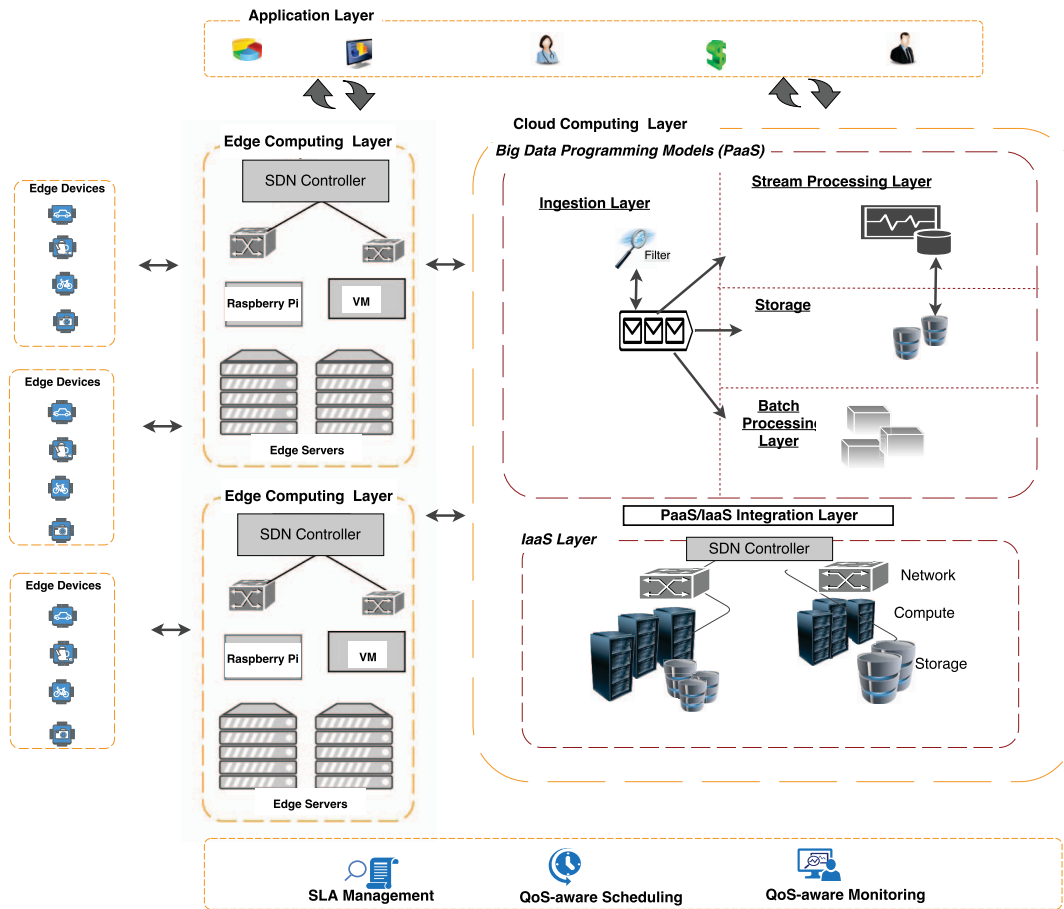 Application Layer
Edge Devices
Edge Devices
Edge Devices
Edge Computing Layer
SDN Controller
Raspberry Pi
VM
Edge Servers
Edge Computing Layer
SDN Controller
Raspberry Pi
VM
Edge Servers
Cloud Computing Layer
Big Data Programming Models (PaaS)
Ingestion Layer
Filter
Stream Processing Layer
Storage
Batch
Processing
Layer
PaaS/IaaS Integration Layer
IaaS Layer
SDN Controller
Network
Compute
Storage
SLA Management
QoS-aware Scheduling
QoS-aware Monitoring